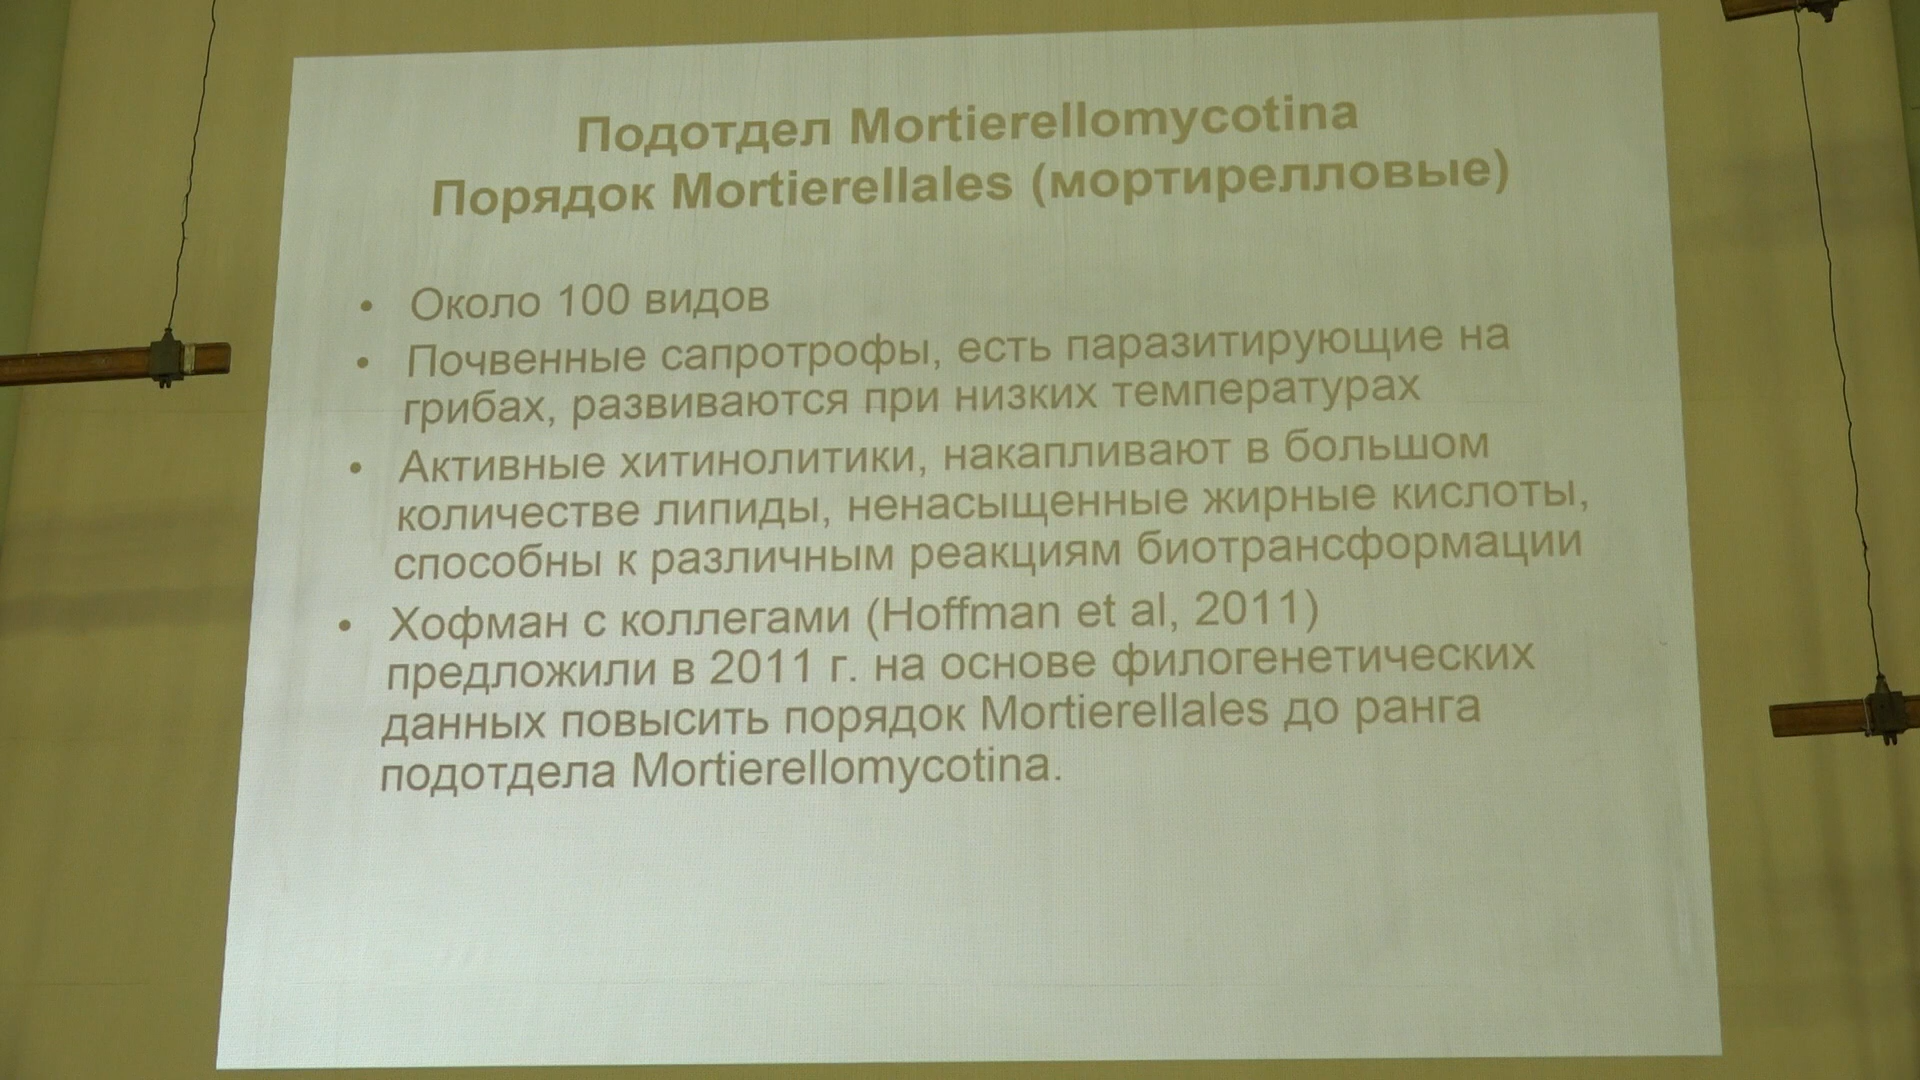 Подотдел Mortierellomycotina
Порядок Mortierellales (мортирелловые)
• Около 100 видов
• Почвенные сапротрофы, есть паразитирующие на
грибах, развиваются при низких температурах
• Активные хитинолитики, накапливают в большом
количестве липиды, ненасыщенные жирные кислоты,
способны к различным реакциям биотрансформации
• Хофман с коллегами (Hoffman et al, 2011)
предложили в 2011 г. на основе филогенетических
данных повысить порядок Mortierellales до ранга
подотдела Mortierellomycotina.